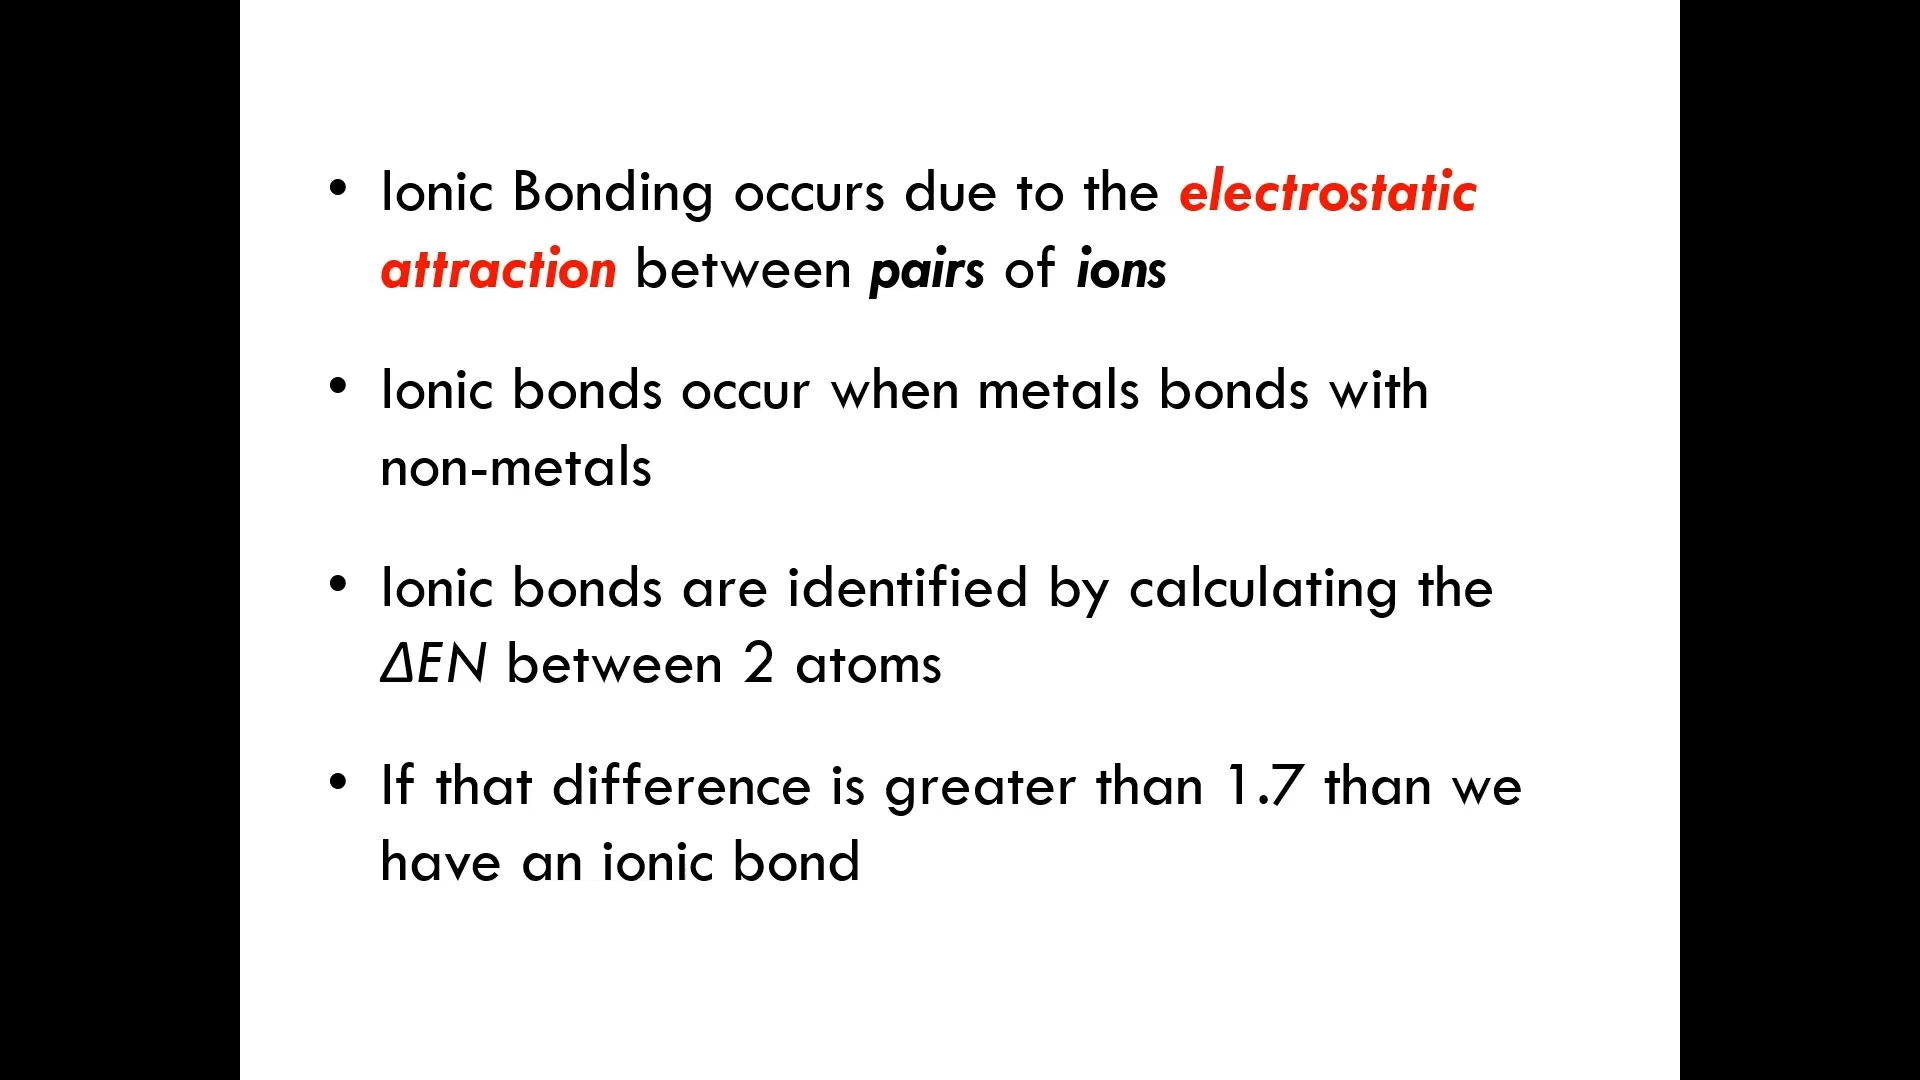 • Ionic Bonding occurs due to the electrostatic
attraction between pairs of ions
• Ionic bonds occur when metals bonds with
non-metals
• Ionic bonds are identified by calculating the
ΔEN between 2 atoms
• If that difference is greater than 1.7 than we
have an ionic bond